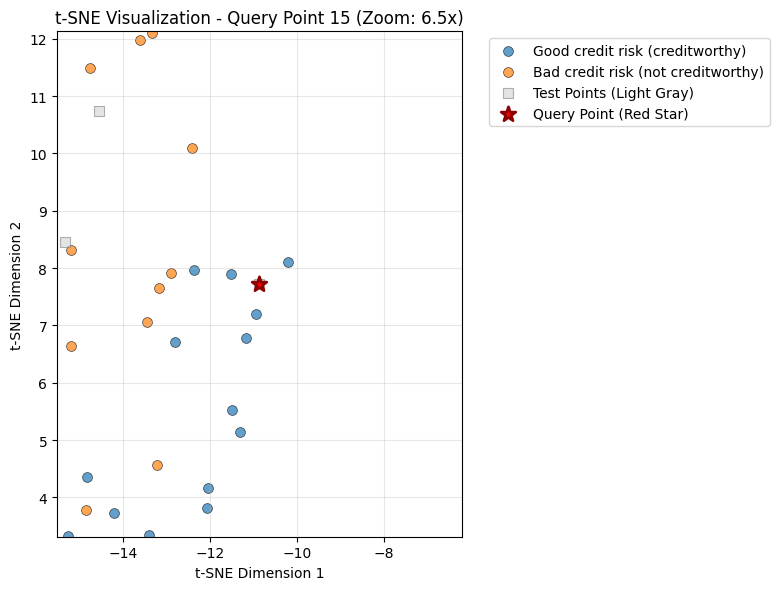 t-SNE Visualization - Query Point 15 (Zoom: 6.5x)
Good credit risk (creditworthy)
Bad credit risk (not creditworthy)
Test Points (Light Gray)
Query Point (Red Star)
12
11
10
9
8
7
6
5
4
t-SNE Dimension 2
−14
−12
−10
−8
t-SNE Dimension 1